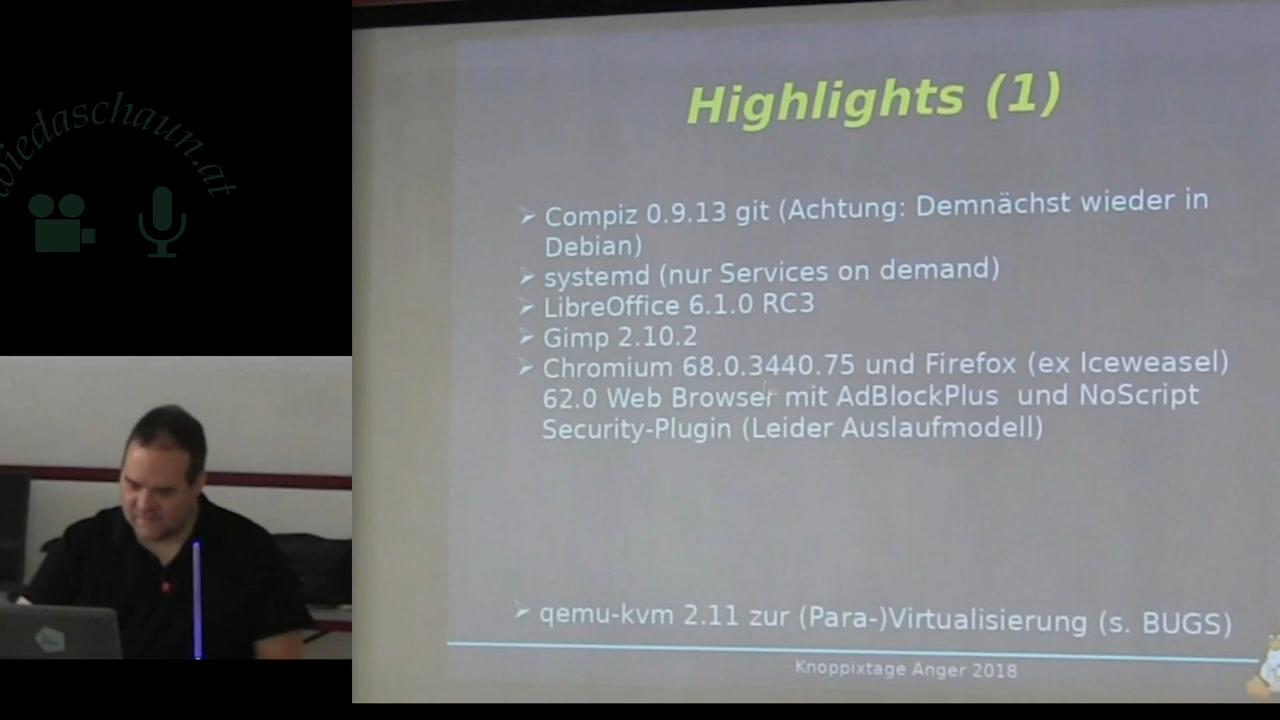 wiedaschaun.at
Highlights (1)
➢ Compiz 0.9.13 git (Achtung: Demnächst wieder in
Debian)
➢ systemd (nur Services on demand)
➢ LibreOffice 6.1.0 RC3
➢ Gimp 2.10.2
➢ Chromium 68.0.3440.75 und Firefox (ex Iceweasel)
62.0 Web Browser mit AdBlockPlus und NoScript
Security-Plugin (Leider Auslaufmodell)
➢ qemu-kvm 2.11 zur (Para-)Virtualisierung (s. BUGS)
Knoppixtage Anger 2018